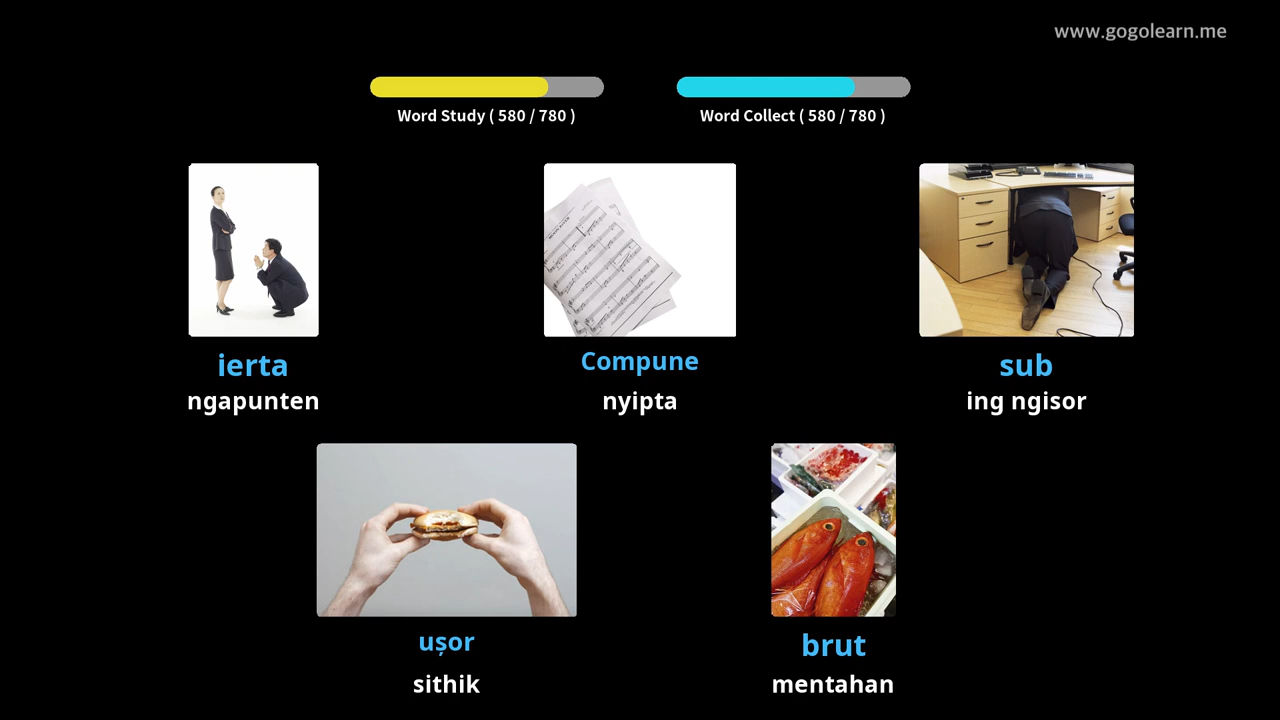 www.gogolearn.me
Word Study ( 580 / 780 )
Word Collect ( 580 / 780 )
ierta
ngapunten
Compune
nyipta
sub
ing ngisor
ușor
sithik
brut
mentahan